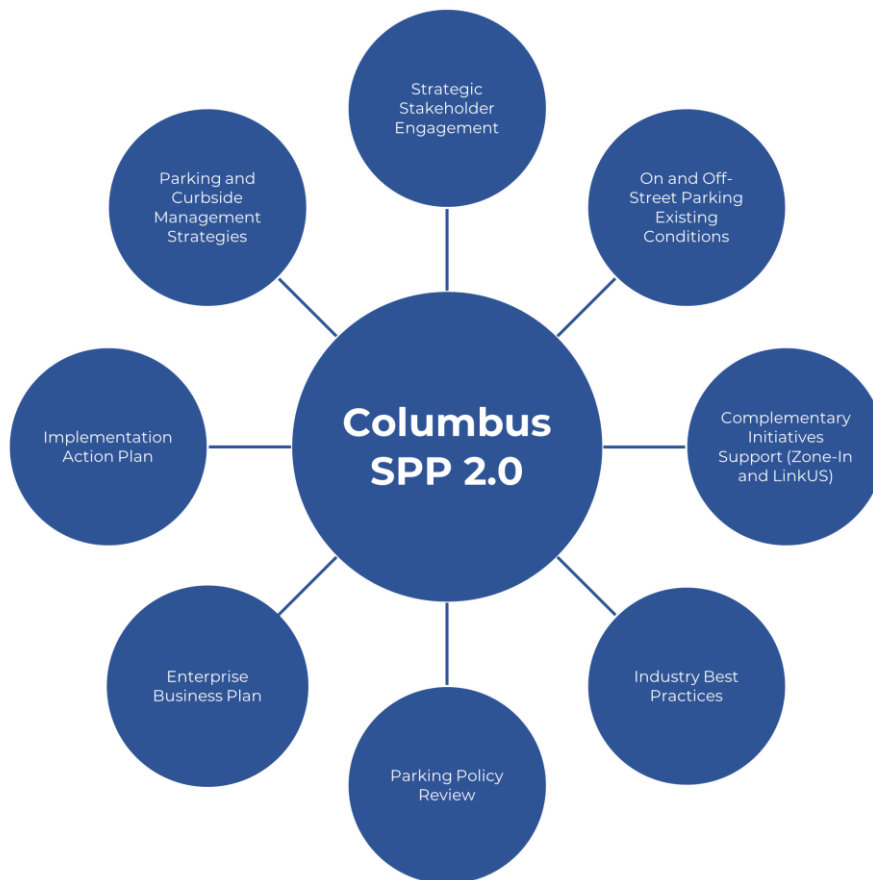 Strategic
Stakeholder
Engagement
On and Off-
Street Parking
Existing
Conditions
Complementary
Initiatives
Support (Zone-In
and LinkUS)
Industry Best
Practices
Parking Policy
Review
Enterprise
Business Plan
Implementation
Action Plan
Parking and
Curbside
Management
Strategies
Columbus
SPP 2.0